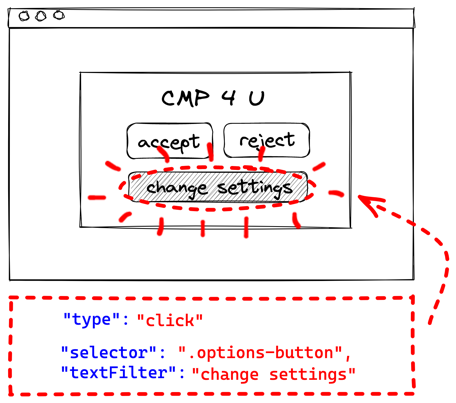 CMP 4 U
accept reject
change settings
"type": "click"
"selector": ".options-button",
"textFilter": "change settings"